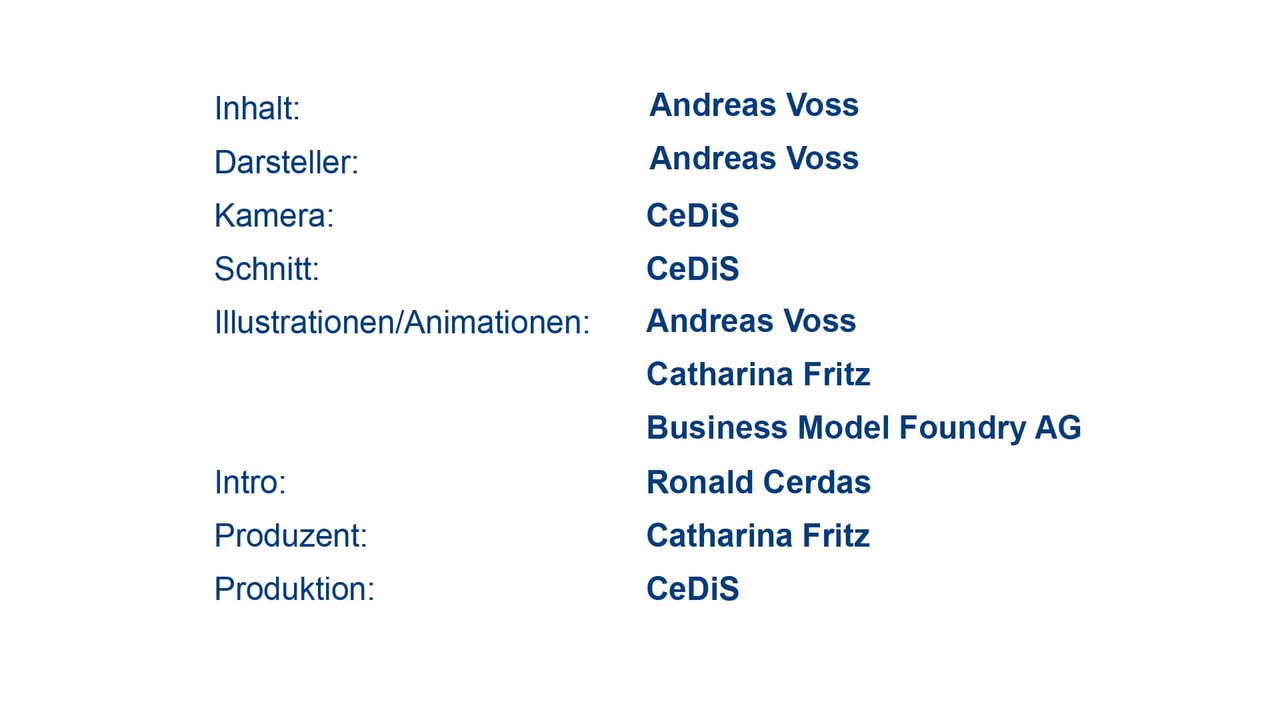 Inhalt: Andreas Voss
Darsteller: Andreas Voss
Kamera: CeDiS
Schnitt: CeDiS
Illustrationen/Animationen: Andreas Voss
Catharina Fritz
Business Model Foundry AG
Intro: Ronald Cerdas
Produzent: Catharina Fritz
Produktion: CeDiS